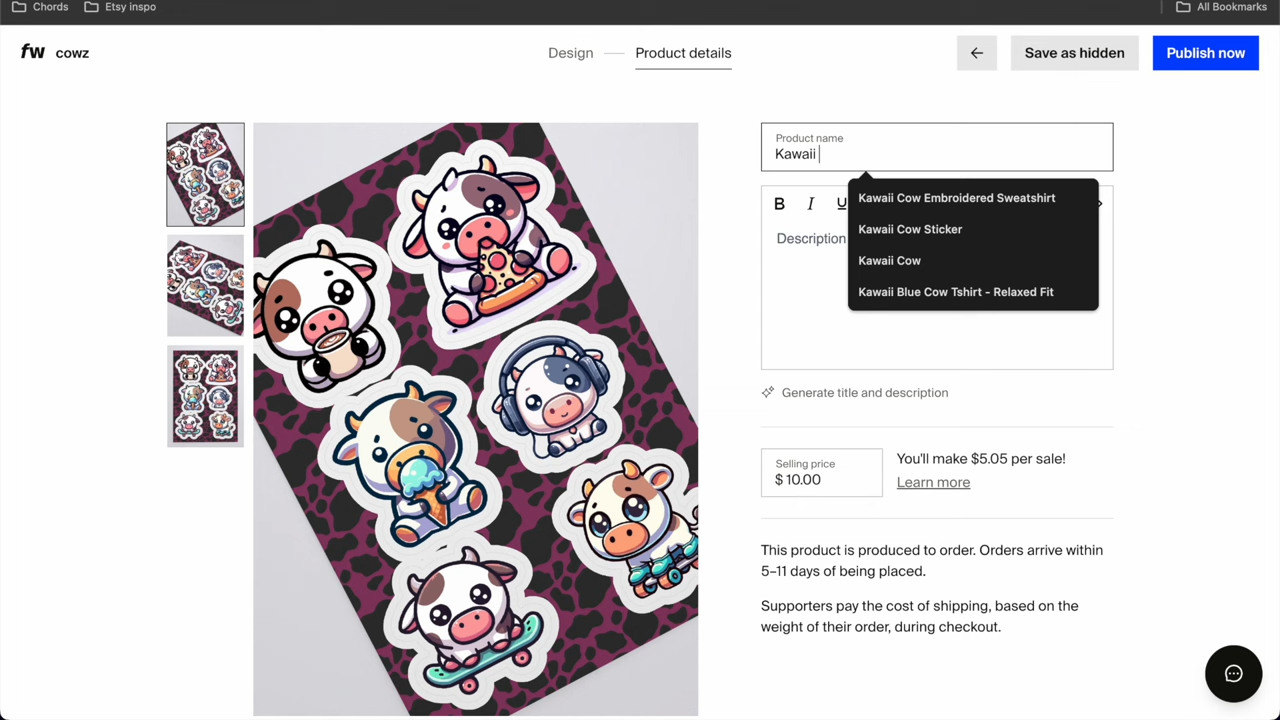 Chords
Etsy inspo
All Bookmarks
fw cowz
Design
Product details
Save as hidden
Publish now
Product name
Kawaii
Kawaii Cow Embroidered Sweatshirt
Kawaii Cow Sticker
Kawaii Cow
Kawaii Blue Cow Tshirt - Relaxed Fit
B I U
Description
Generate title and description
Selling price
$ 10.00
You'll make $5.05 per sale!
Learn more
This product is produced to order. Orders arrive within
5–11 days of being placed.
Supporters pay the cost of shipping, based on the
weight of their order, during checkout.